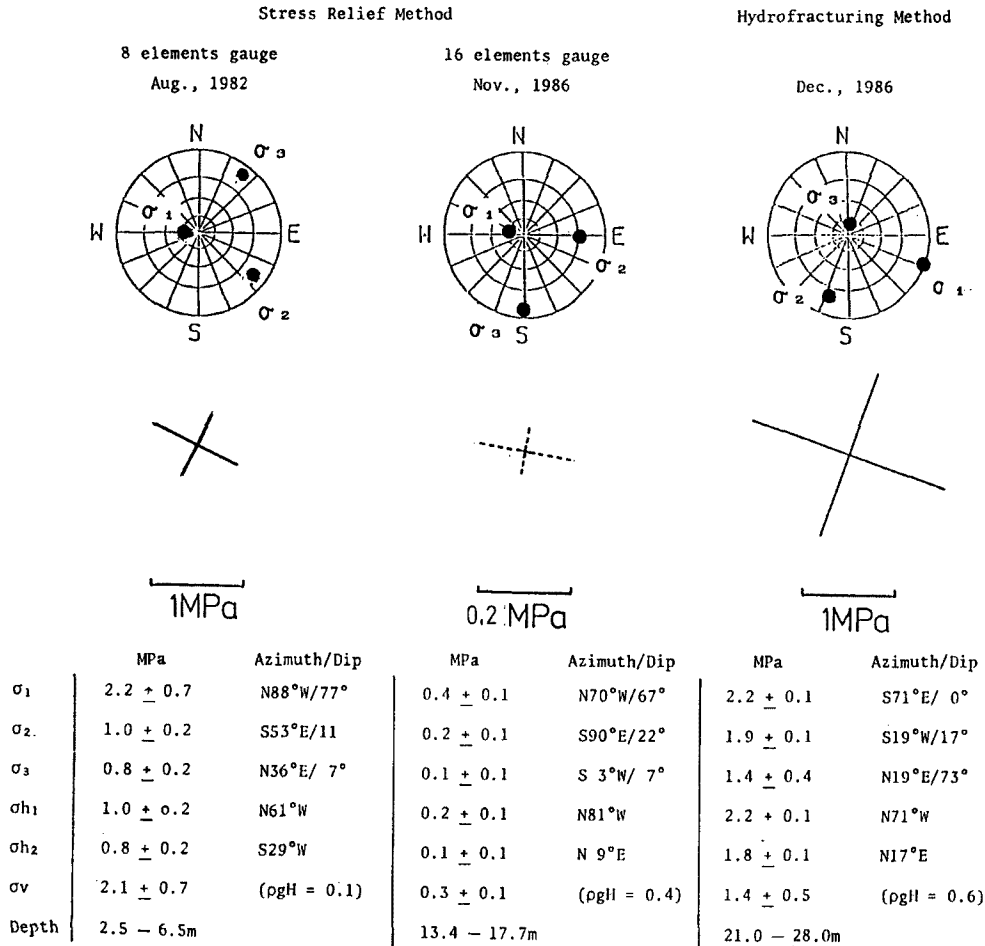 Stress Relief Method Hydrofracturing Method
8 elements gauge 16 elements gauge
Aug., 1982 Nov., 1986 Dec., 1986
N N N
σ3
σ1 σ1 σ3
W E W E W E
σ2 σ2 σ2 σ1
S σ3 S S
1MPa 0.2 MPa 1MPa
MPa Azimuth/Dip MPa Azimuth/Dip MPa Azimuth/Dip
σ1 2.2 ± 0.7 N88°W/77° 0.4 ± 0.1 N70°W/67° 2.2 ± 0.1 S71°E/ 0°
σ2. 1.0 ± 0.2 S53°E/11 0.2 ± 0.1 S90°E/22° 1.9 ± 0.1 S19°W/17°
σ3 0.8 ± 0.2 N36°E/ 7° 0.1 ± 0.1 S 3°W/ 7° 1.4 ± 0.4 N19°E/73°
σh1 1.0 ± o.2 N61°W 0.2 ± 0.1 N81°W 2.2 + 0.1 N71°W
σh2 0.8 ± 0.2 S29°W 0.1 ± 0.1 N 9°E 1.8 ± 0.1 N17°E
σv 2.1 ± 0.7 (ρgH = 0.1) 0.3 ± 0.1 (ρgH = 0.4) 1.4 ± 0.5 (ρgH = 0.6)
Depth 2.5 – 6.5m 13.4 – 17.7m 21.0 – 28.0m